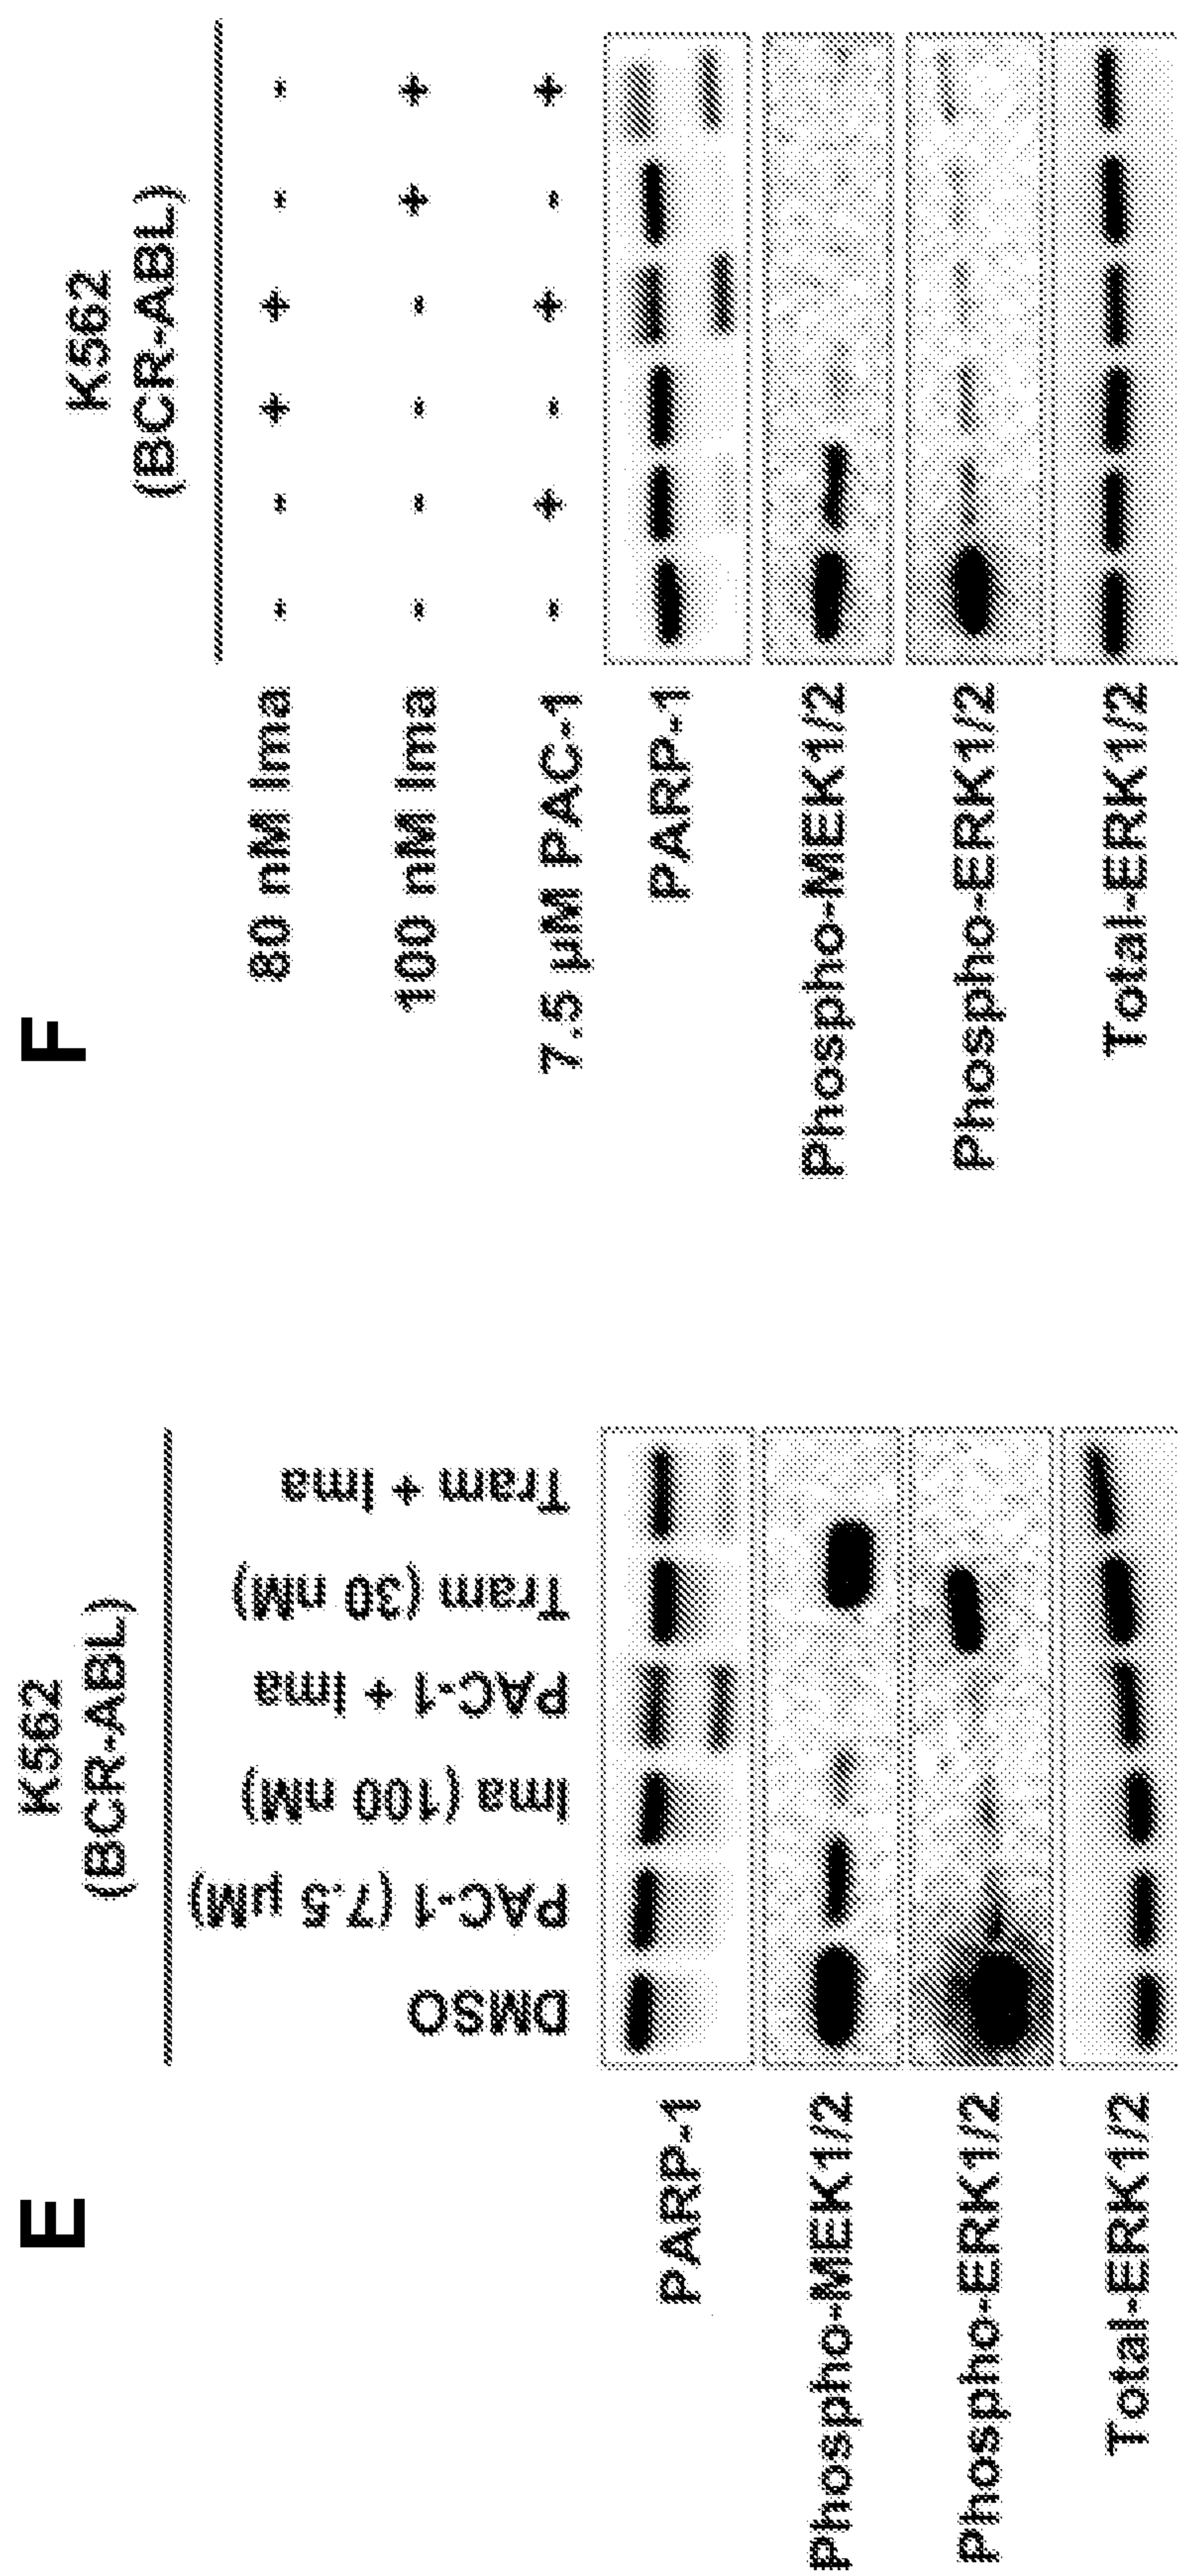 E
K562
(BCR-ABL)
DMSO
PAC-1 (7.5 µM)
Ima (100 nM)
PAC-1 + Ima
Tram (30 nM)
Tram + Ima
PARP-1
Phospho-MEK1/2
Phospho-ERK1/2
Total-ERK1/2
F
K562
(BCR-ABL)
80 nM Ima - - + + - -
100 nM Ima - - - - + +
7.5 µM PAC-1 - + - + - +
PARP-1
Phospho-MEK1/2
Phospho-ERK1/2
Total-ERK1/2